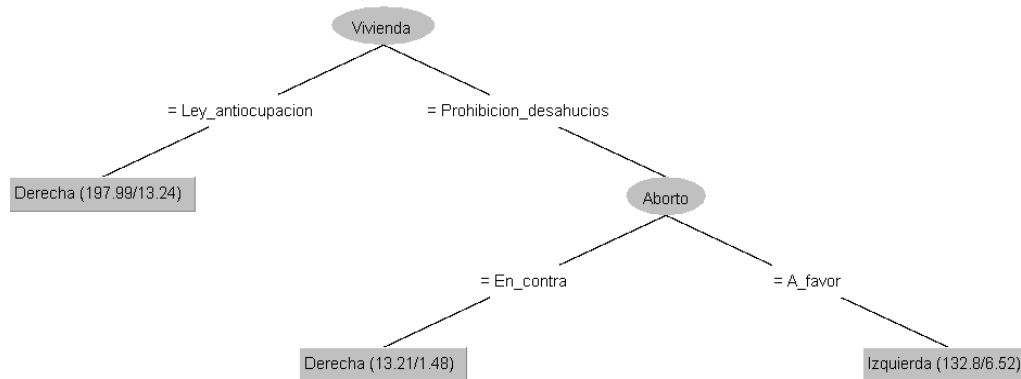 Vivienda
= Ley_antiocupacion
= Prohibicion_desahucios
Derecha (197.99/13.24)
Aborto
= En_contra
= A_favor
Derecha (13.21/1.48)
Izquierda (132.8/6.52)